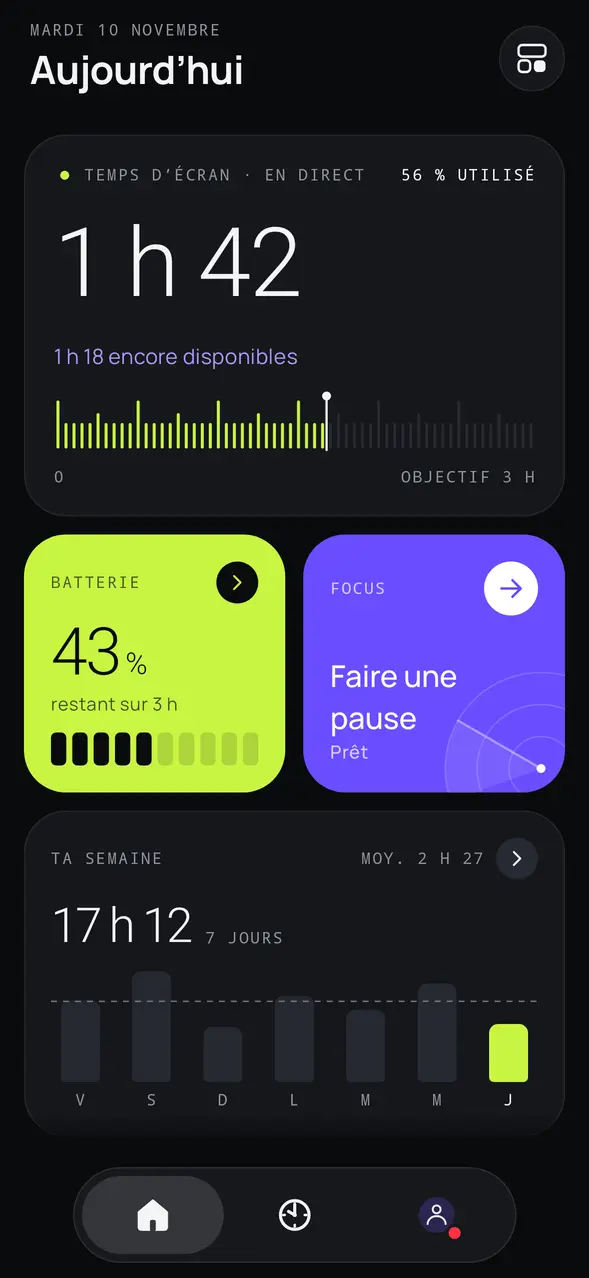 MARDI 10 NOVEMBRE
Aujourd’hui
TEMPS D’ÉCRAN · EN DIRECT
56 % UTILISÉ
1 h 42
1 h 18 encore disponibles
0
OBJECTIF 3 H
BATTERIE
43 %
restant sur 3 h
FOCUS
Faire une
pause
Prêt
TA SEMAINE
MOY. 2 H 27
17 h 12 7 JOURS
V S D L M M J